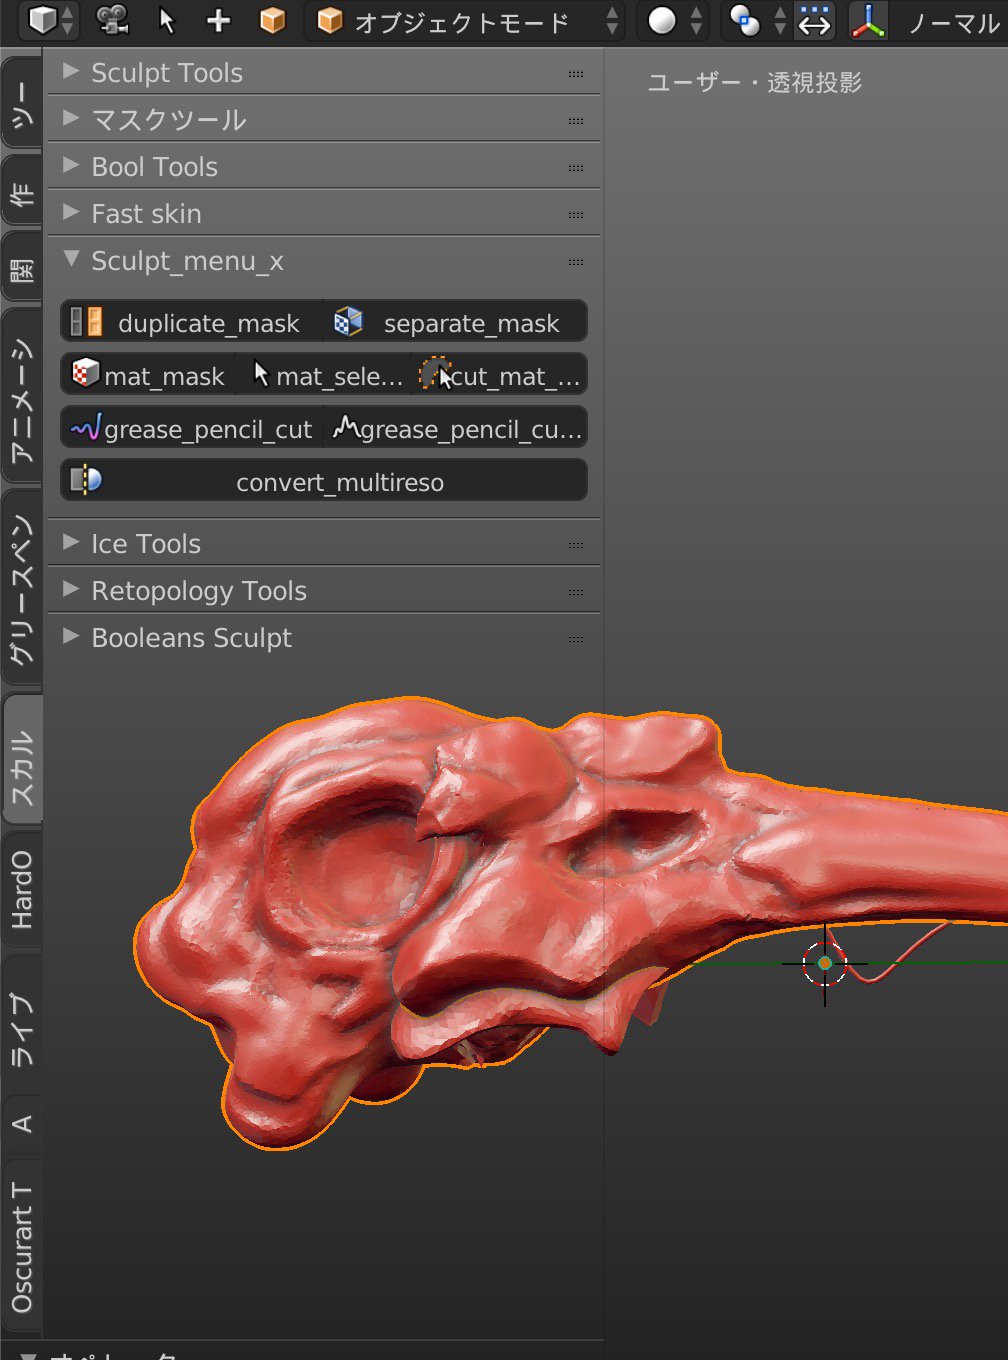 オブジェクトモード
ノーマル
ユーザー・透視投影
Sculpt Tools
マスクツール
Bool Tools
Fast skin
Sculpt_menu_x
duplicate_mask separate_mask
mat_mask mat_sele... cut_mat_...
grease_pencil_cut grease_pencil_cu...
convert_multireso
Ice Tools
Retopology Tools
Booleans Sculpt
ツー
作
関
アニメーシ
グリースペン
スカル
HardO
ライブ
A
Oscurart T